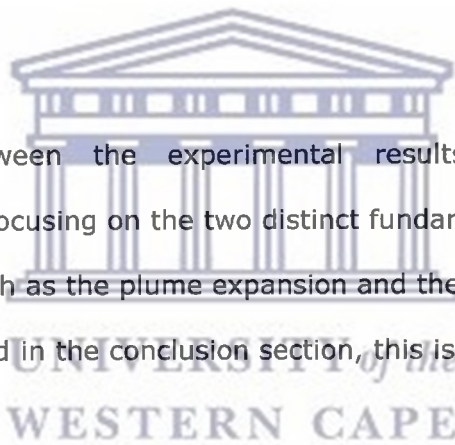 ween the experimental results
ocusing on the two distinct fundar
h as the plume expansion and the
d in the conclusion section, this is
UNIVERSITY of the
WESTERN CAPE